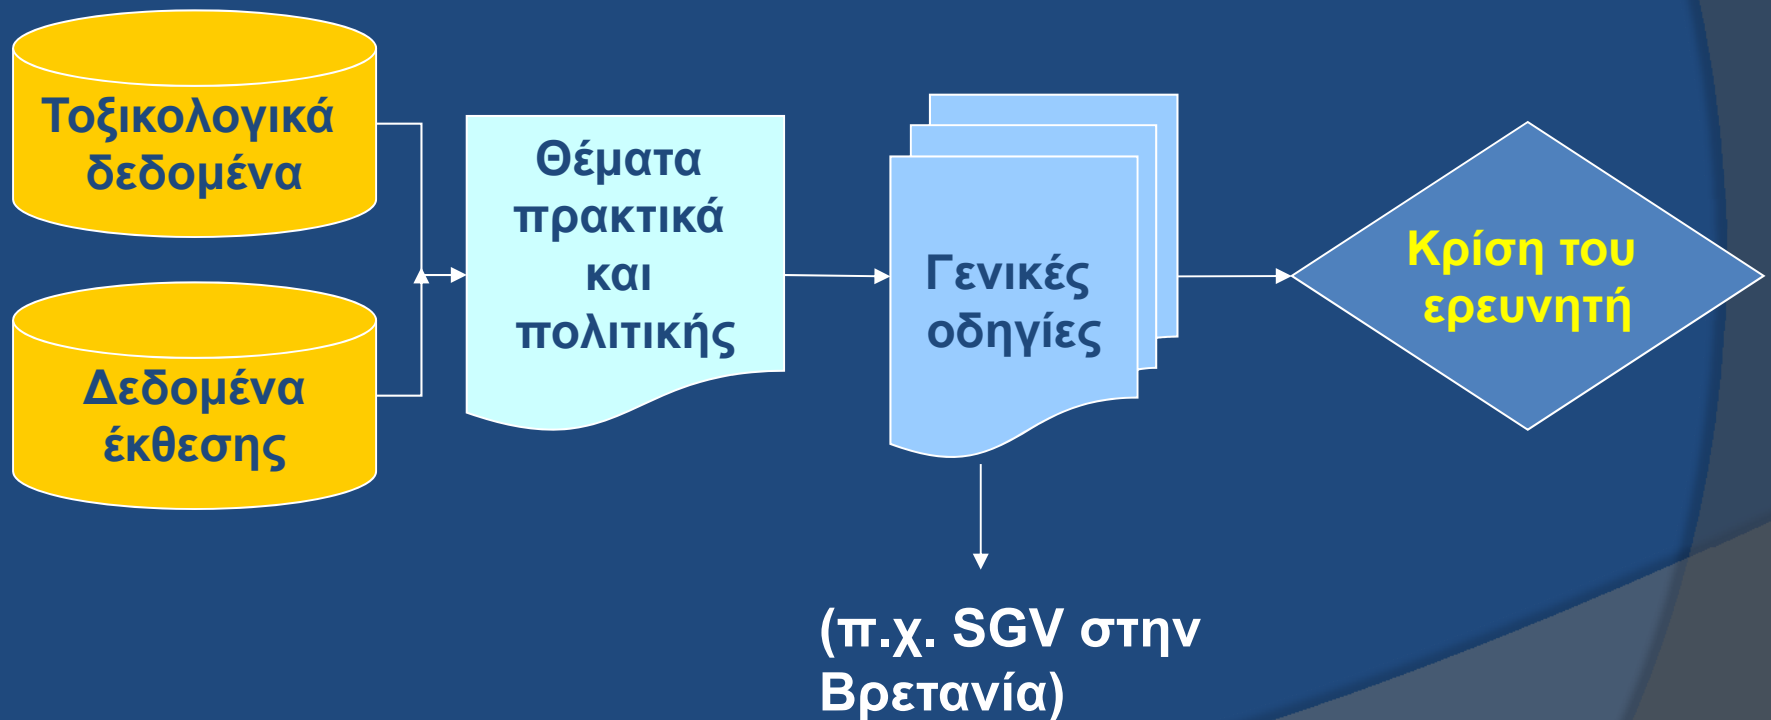 Τοξικολογικά
δεδομένα
Δεδομένα
έκθεσης
Θέματα
πρακτικά
και
πολιτικής
Γενικές
οδηγίες
Κρίση του
ερευνητή
(π.χ. SGV στην
Βρετανία)